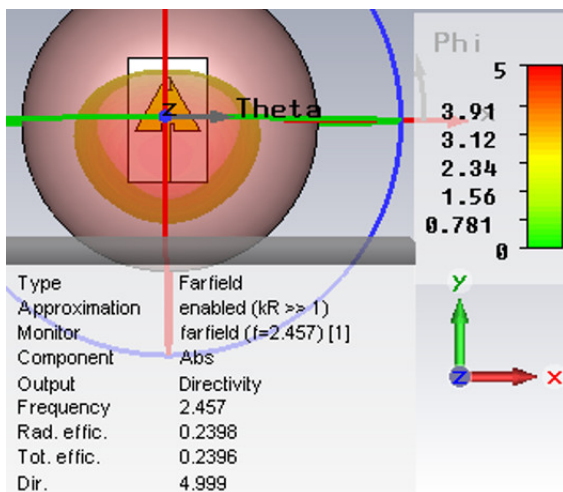 Phi
5
z
Theta
x
3.91
3.12
2.34
1.56
0.781
0
Type Farfield
Approximation enabled (kR >> 1)
Monitor farfield (f=2.457) [1]
Component Abs
Output Directivity
Frequency 2.457
Rad. effic. 0.2398
Tot. effic. 0.2396
Dir. 4.999
y
z
x